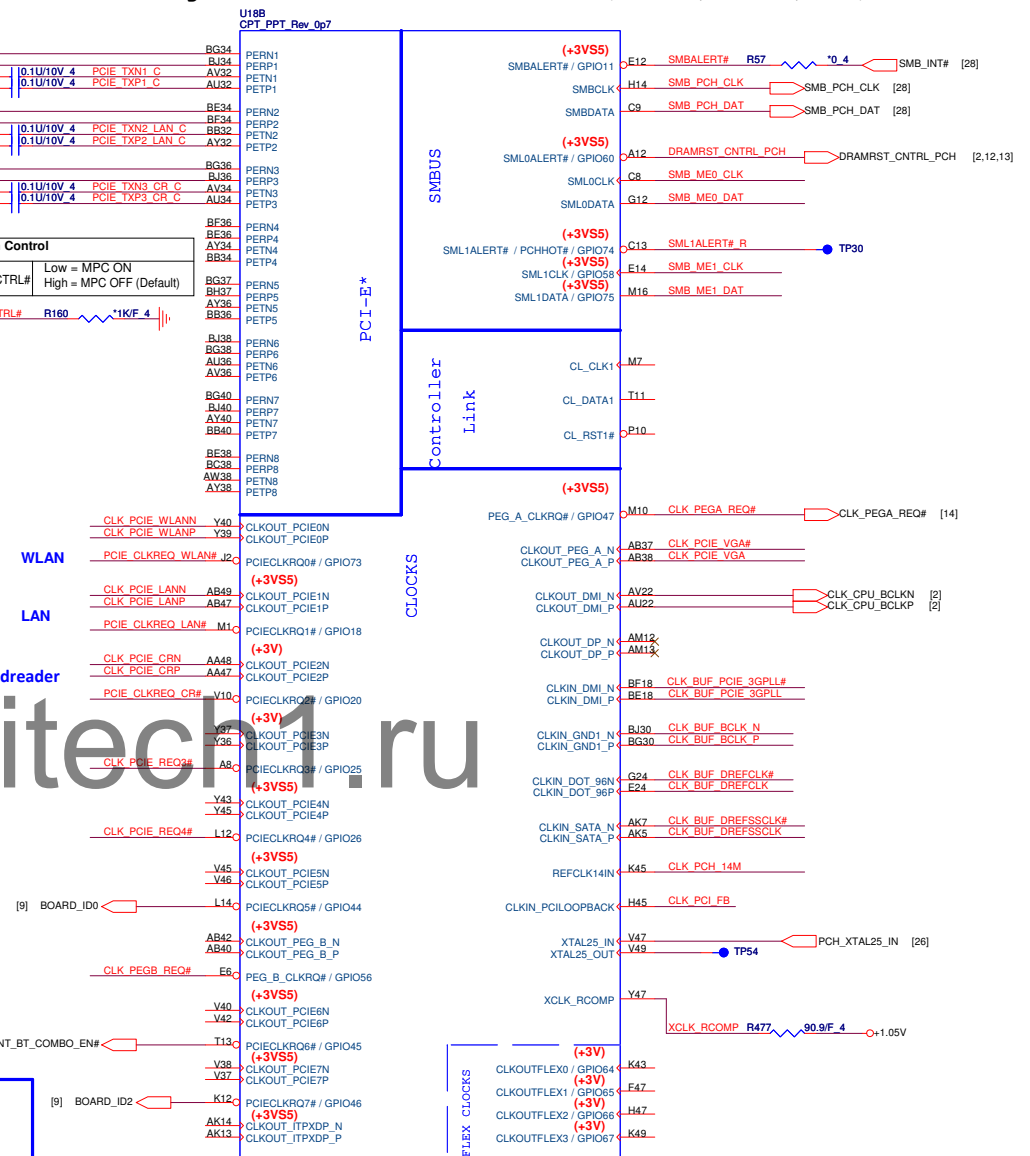 U18B
CPT_PPT_Rev_0p7
BG34 PERN1
BJ34 PERP1
0.1U/10V_4 PCIE_TXN1_C AV32 PETN1
0.1U/10V_4 PCIE_TXP1_C AU32 PETP1
BE34 PERN2
BF34 PERP2
0.1U/10V_4 PCIE_TXN2_LAN_C BB32 PETN2
0.1U/10V_4 PCIE_TXP2_LAN_C AY32 PETP2
BG36 PERN3
BJ36 PERP3
0.1U/10V_4 PCIE_TXN3_CR_C AV34 PETN3
0.1U/10V_4 PCIE_TXP3_CR_C AU34 PETP3
BF36 PERN4
BE36 PERP4
AY34 PETN4
BB34 PETP4
Control
CTRL# Low = MPC ON
High = MPC OFF (Default)
BG37 PERN5
BH37 PERP5
AY36 PETN5
BB36 PETP5
TRL# R160 *1K/F_4
BJ38 PERN6
BG38 PERP6
AU36 PETN6
AV36 PETP6
BG40 PERN7
BJ40 PERP7
AY40 PETN7
BB40 PETP7
BE38 PERN8
BC38 PERP8
AW38 PETN8
AY38 PETP8
PCI-E*
SMBUS
(+3VS5)
SMBALERT# / GPIO11 E12 SMBALERT# R57 *0_4 SMB_INT# [28]
SMBCLK H14 SMB_PCH_CLK SMB_PCH_CLK [28]
SMBDATA C9 SMB_PCH_DAT SMB_PCH_DAT [28]
(+3VS5)
SML0ALERT# / GPIO60 A12 DRAMRST_CNTRL_PCH DRAMRST_CNTRL_PCH [2,12,13]
SML0CLK C8 SMB_ME0_CLK
SML0DATA G12 SMB_ME0_DAT
(+3VS5)
SML1ALERT# / PCHHOT# / GPIO74 C13 SML1ALERT#_R TP30
(+3VS5)
SML1CLK / GPIO58 E14 SMB_ME1_CLK
(+3VS5)
SML1DATA / GPIO75 M16 SMB_ME1_DAT
Controller
Link
CL_CLK1 M7
CL_DATA1 T11
CL_RST1# P10
CLOCKS
(+3VS5)
PEG_A_CLKRQ# / GPIO47 M10 CLK_PEGA_REQ# CLK_PEGA_REQ# [14]
CLKOUT_PEG_A_N AB37 CLK_PCIE_VGA#
CLKOUT_PEG_A_P AB38 CLK_PCIE_VGA
CLKOUT_DMI_N AV22 CLK_CPU_BCLKN [2]
CLKOUT_DMI_P AU22 CLK_CPU_BCLKP [2]
CLKOUT_DP_N AM12
CLKOUT_DP_P AM13
CLKIN_DMI_N BF18 CLK_BUF_PCIE_3GPLL#
CLKIN_DMI_P BE18 CLK_BUF_PCIE_3GPLL
CLKIN_GND1_N BJ30 CLK_BUF_BCLK_N
CLKIN_GND1_P BG30 CLK_BUF_BCLK_P
CLKIN_DOT_96N G24 CLK_BUF_DREFCLK#
CLKIN_DOT_96P E24 CLK_BUF_DREFCLK
CLKIN_SATA_N AK7 CLK_BUF_DREFSSCLK#
CLKIN_SATA_P AK5 CLK_BUF_DREFSSCLK
REFCLK14IN K45 CLK_PCH_14M
CLKIN_PCILOOPBACK H45 CLK_PCI_FB
XTAL25_IN V47 PCH_XTAL25_IN [26]
XTAL25_OUT V49 TP54
XCLK_RCOMP Y47 XCLK_RCOMP R477 90.9/F_4 +1.05V
FLEX CLOCKS
(+3V)
CLKOUTFLEX0 / GPIO64 K43
(+3V)
CLKOUTFLEX1 / GPIO65 F47
(+3V)
CLKOUTFLEX2 / GPIO66 H47
(+3V)
CLKOUTFLEX3 / GPIO67 K49
CLK_PCIE_WLANN Y40 CLKOUT_PCIE0N
CLK_PCIE_WLANP Y39 CLKOUT_PCIE0P
WLAN PCIE_CLKREQ_WLAN# J2 PCIECLKRQ0# / GPIO73
(+3VS5)
CLK_PCIE_LANN AB49 CLKOUT_PCIE1N
CLK_PCIE_LANP AB47 CLKOUT_PCIE1P
LAN PCIE_CLKREQ_LAN# M1 PCIECLKRQ1# / GPIO18
(+3V)
CLK_PCIE_CRN AA48 CLKOUT_PCIE2N
CLK_PCIE_CRP AA47 CLKOUT_PCIE2P
dreader PCIE_CLKREQ_CR# V10 PCIECLKRQ2# / GPIO20
(+3V)
Y37 CLKOUT_PCIE3N
Y36 CLKOUT_PCIE3P
CLK_PCIE_REQ3# A8 PCIECLKRQ3# / GPIO25
(+3VS5)
itech1.ru
Y43 CLKOUT_PCIE4N
Y45 CLKOUT_PCIE4P
CLK_PCIE_REQ4# L12 PCIECLKRQ4# / GPIO26
(+3VS5)
V45 CLKOUT_PCIE5N
V46 CLKOUT_PCIE5P
[9] BOARD_ID0 L14 PCIECLKRQ5# / GPIO44
(+3VS5)
AB42 CLKOUT_PEG_B_N
AB40 CLKOUT_PEG_B_P
CLK_PEGB_REQ# E6 PEG_B_CLKRQ# / GPIO56
(+3VS5)
V40 CLKOUT_PCIE6N
V42 CLKOUT_PCIE6P
NT_BT_COMBO_EN# T13 PCIECLKRQ6# / GPIO45
(+3VS5)
V38 CLKOUT_PCIE7N
V37 CLKOUT_PCIE7P
[9] BOARD_ID2 K12 PCIECLKRQ7# / GPIO46
(+3VS5)
AK14 CLKOUT_ITPXDP_N
AK13 CLKOUT_ITPXDP_P